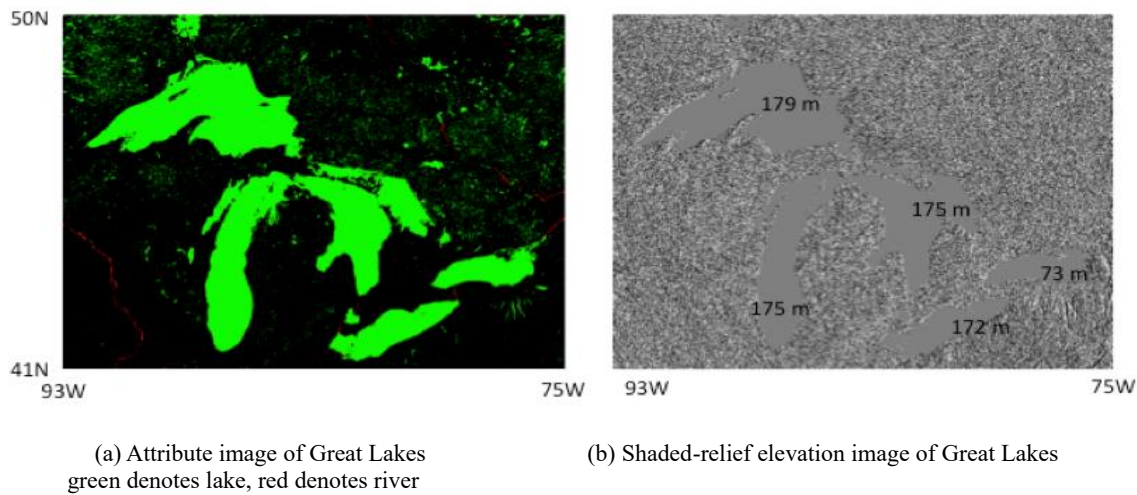 50N
41N
93W
75W
179 m
175 m
73 m
175 m
172 m
93W
75W
(a) Attribute image of Great Lakes
green denotes lake, red denotes river
(b) Shaded-relief elevation image of Great Lakes